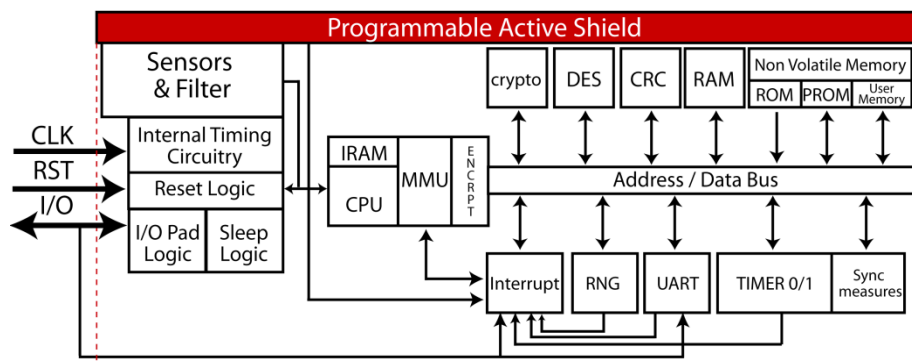 Programmable Active Shield
Sensors
& Filter
crypto
DES
CRC
RAM
Non Volatile Memory
ROM
PROM
User
Memory
CLK
RST
I/O
Internal Timing
Circuitry
Reset Logic
I/O Pad
Logic
Sleep
Logic
IRAM
CPU
MMU
ENCRPT
Address / Data Bus
Interrupt
RNG
UART
TIMER 0/1
Sync
measures